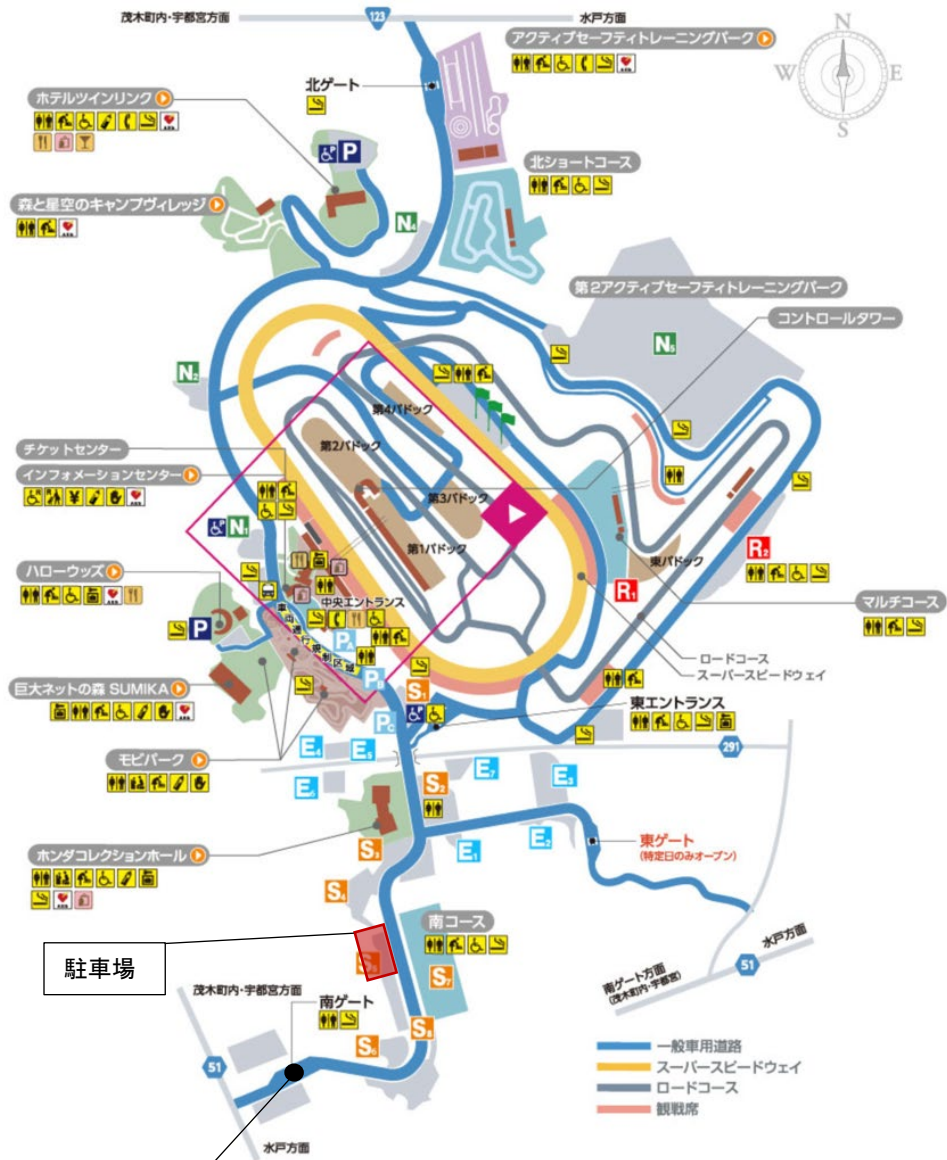 茂木町内・宇都宮方面
123
水戸方面
アクティブセーフティトレーニングパーク
N
W
E
S
北ゲート
ホテルツインリンク
P
P
北ショートコース
森と星空のキャンプヴィレッジ
N4
第2アクティブセーフティトレーニングパーク
コントロールタワー
N5
N2
第4パドック
チケットセンター
第2パドック
インフォメーションセンター
第3パドック
P
N1
第1パドック
東パドック
R2
ハローウッズ
R1
中央エントランス
マルチコース
P
車両通行規制区域
PA
ロードコース
スーパースピードウェイ
巨大ネットの森 SUMIKA
PB
S1
東エントランス
PC
P
モビパーク
E4
E5
291
E6
S2
E7
E3
ホンダコレクションホール
S3
E1
E2
東ゲート
(特定日のみオープン)
S4
南コース
駐車場
S7
水戸方面
51
南ゲート方面
(茂木町内・宇都宮)
茂木町内・宇都宮方面
南ゲート
S8
S6
51
水戸方面
一般車用道路
スーパースピードウェイ
ロードコース
観戦席